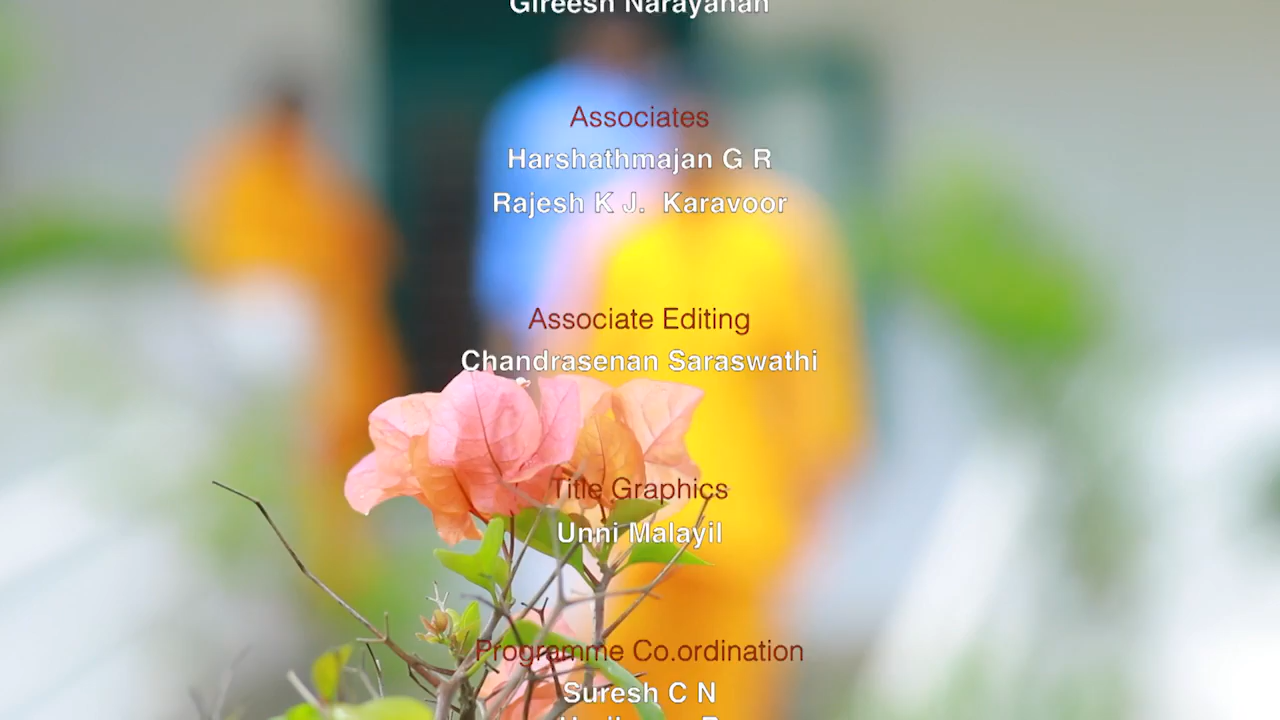 Gireesh Narayanan
Associates
Harshathmajan G R
Rajesh K J. Karavoor
Associate Editing
Chandrasenan Saraswathi
Title Graphics
Unni Malayil
Programme Co.ordination
Suresh C N